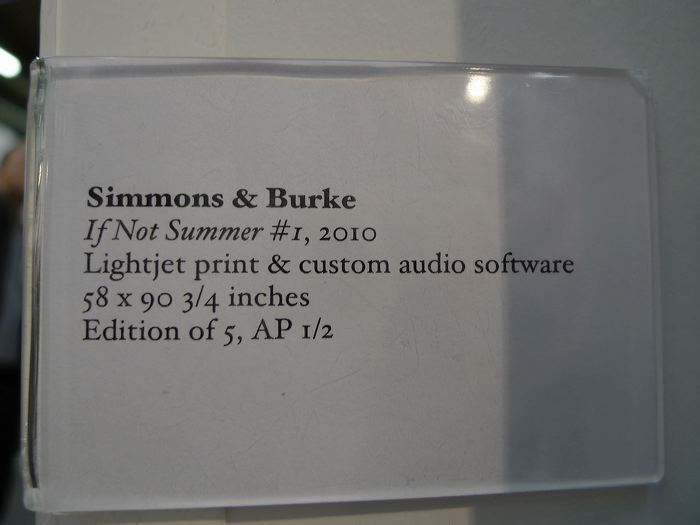 Simmons & Burke
If Not Summer #1, 2010
Lightjet print & custom audio software
58 x 90 3/4 inches
Edition of 5, AP 1/2